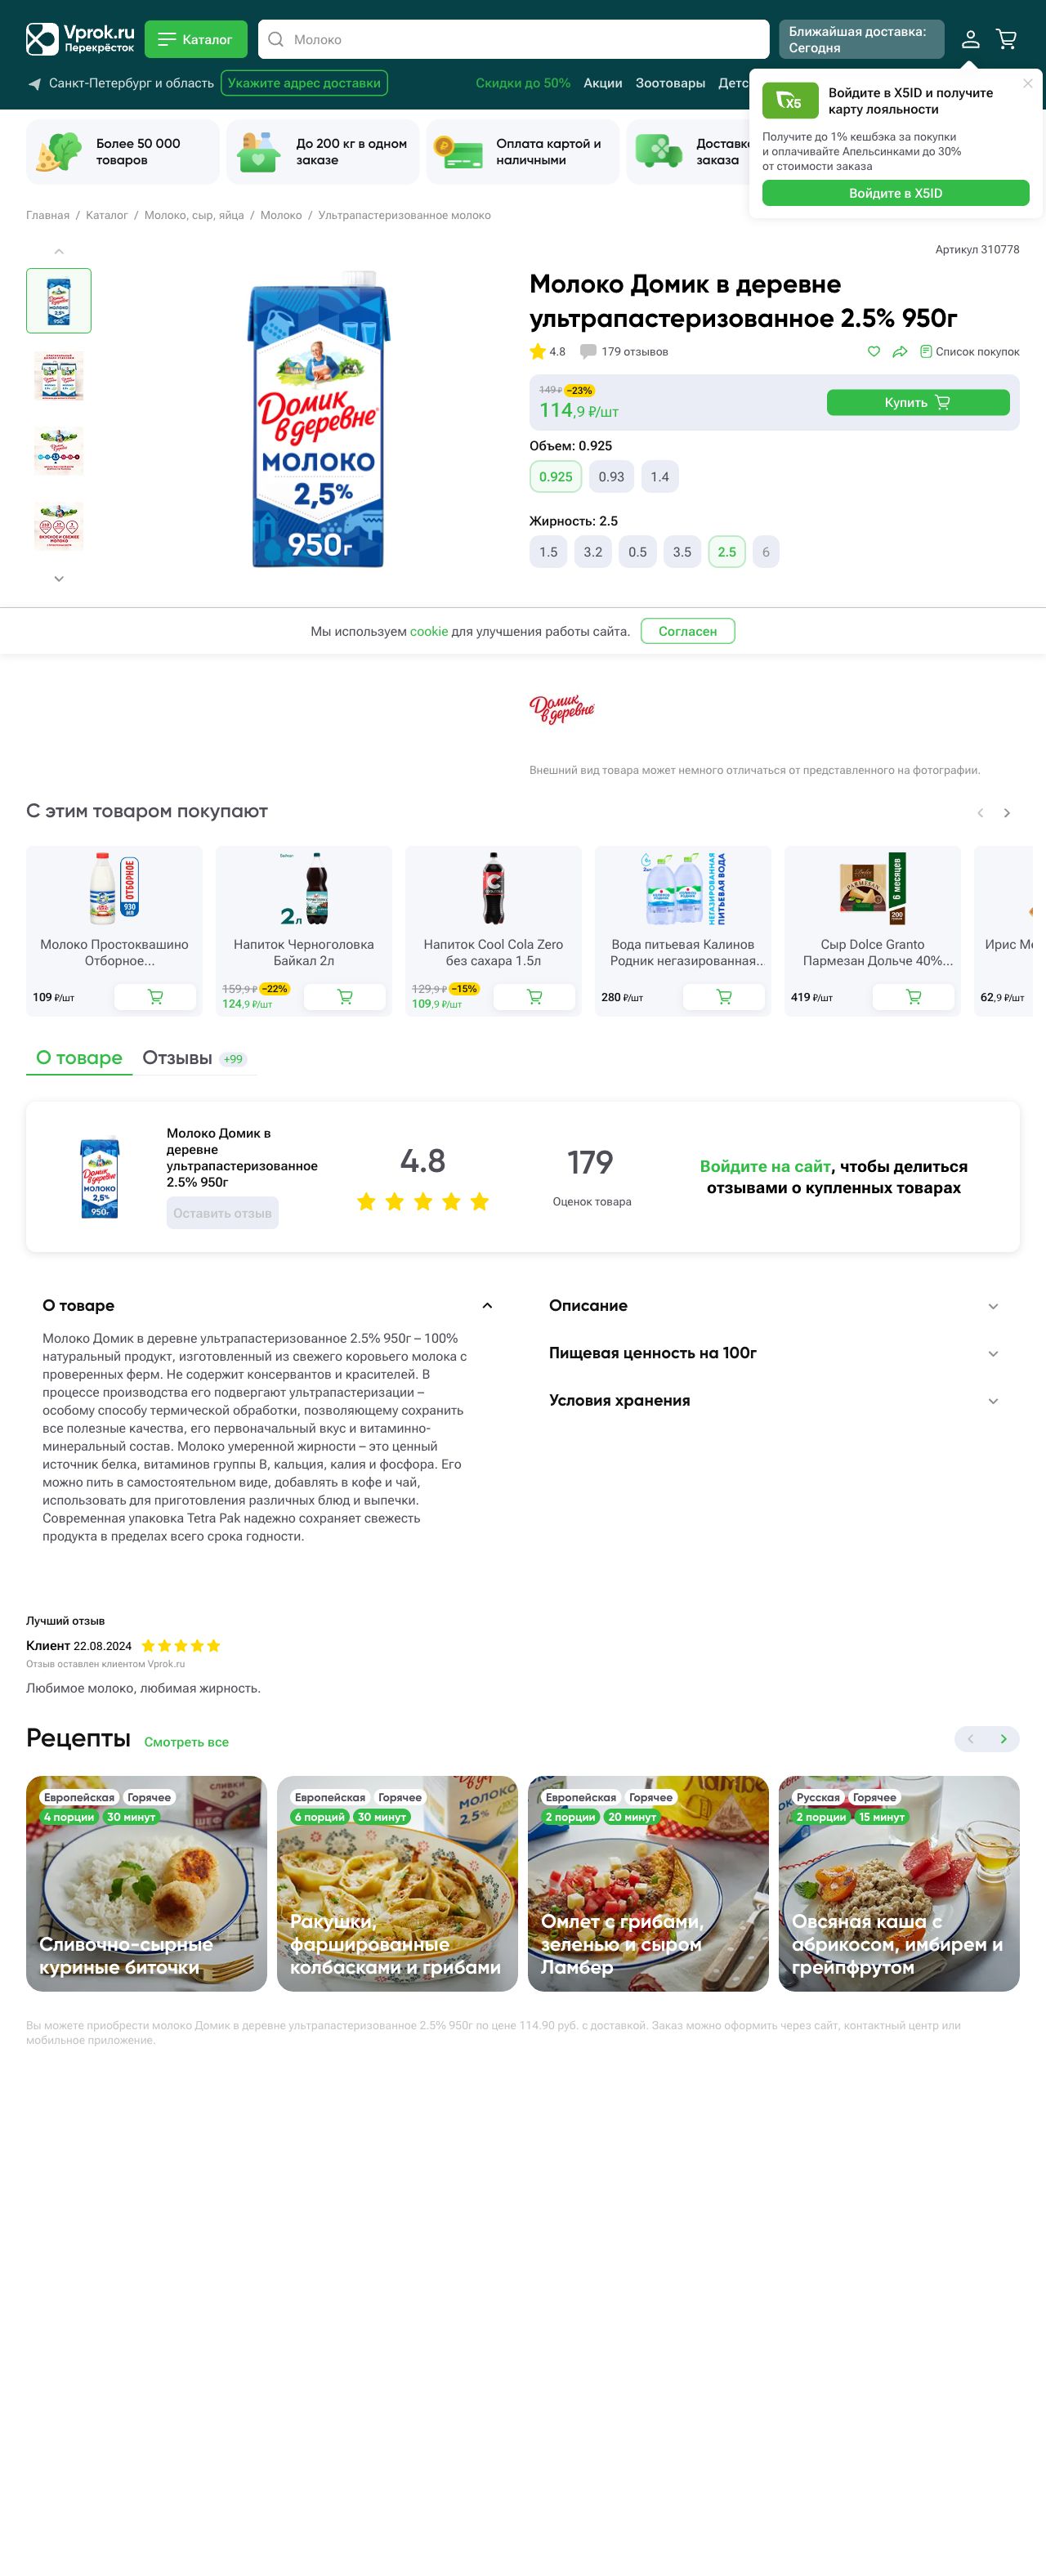 Vprok.ru
Перекрёсток
Каталог
Молоко
Ближайшая доставка:
Сегодня
Санкт-Петербург и область
Укажите адрес доставки
Скидки до 50%
Акции
Зоотовары
Детс
X5
Войдите в X5ID и получите
карту лояльности
Получите до 1% кешбэка за покупки
и оплачивайте Апельсинками до 30%
от стоимости заказа
Войдите в X5ID
Более 50 000
товаров
До 200 кг в одном
заказе
Оплата картой и
наличными
Доставка
заказа
Главная / Каталог / Молоко, сыр, яйца / Молоко / Ультрапастеризованное молоко
Артикул 310778
Домик
в деревне
МОЛОКО
2,5%
950г
Молоко Домик в деревне
ультрапастеризованное 2.5% 950г
4.8
179 отзывов
Список покупок
149 ₽ −23%
114,9 ₽/шт
Купить
Объем: 0.925
0.925 0.93 1.4
Жирность: 2.5
1.5 3.2 0.5 3.5 2.5 6
Мы используем cookie для улучшения работы сайта.
Согласен
Домик
в деревне
Внешний вид товара может немного отличаться от представленного на фотографии.
С этим товаром покупают
ОТБОРНОЕ
930 мл
Молоко Простоквашино
Отборное...
109 ₽/шт
2л
Напиток Черноголовка
Байкал 2л
159,9 ₽ −22%
124,9 ₽/шт
Напиток Cool Cola Zero
без сахара 1.5л
129,9 ₽ −15%
109,9 ₽/шт
НЕГАЗИРОВАННАЯ
ПИТЬЕВАЯ ВОДА
Вода питьевая Калинов
Родник негазированная...
280 ₽/шт
ПАРМЕЗАН
6 месяцев
200
Сыр Dolce Granto
Пармезан Дольче 40%...
419 ₽/шт
Ирис Ме
62,9 ₽/шт
О товаре
Отзывы +99
Домик
в деревне
МОЛОКО
2,5%
950г
Молоко Домик в
деревне
ультрапастеризованное
2.5% 950г
Оставить отзыв
4.8
179
Оценок товара
Войдите на сайт, чтобы делиться
отзывами о купленных товарах
О товаре
Молоко Домик в деревне ультрапастеризованное 2.5% 950г – 100%
натуральный продукт, изготовленный из свежего коровьего молока с
проверенных ферм. Не содержит консервантов и красителей. В
процессе производства его подвергают ультрапастеризации –
особому способу термической обработки, позволяющему сохранить
все полезные качества, его первоначальный вкус и витаминно-
минеральный состав. Молоко умеренной жирности – это ценный
источник белка, витаминов группы В, кальция, калия и фосфора. Его
можно пить в самостоятельном виде, добавлять в кофе и чай,
использовать для приготовления различных блюд и выпечки.
Современная упаковка Tetra Pak надежно сохраняет свежесть
продукта в пределах всего срока годности.
Описание
Пищевая ценность на 100г
Условия хранения
Лучший отзыв
Клиент 22.08.2024
Отзыв оставлен клиентом Vprok.ru
Любимое молоко, любимая жирность.
Рецепты
Смотреть все
Европейская Горячее
4 порции 30 минут
Сливочно-сырные
куриные биточки
Европейская Горячее
6 порций 30 минут
Ракушки,
фаршированные
колбасками и грибами
Европейская Горячее
2 порции 20 минут
Омлет с грибами,
зеленью и сыром
Ламбер
Русская Горячее
2 порции 15 минут
Овсяная каша с
абрикосом, имбирем и
грейпфрутом
Вы можете приобрести молоко Домик в деревне ультрапастеризованное 2.5% 950г по цене 114.90 руб. с доставкой. Заказ можно оформить через сайт, контактный центр или
мобильное приложение.